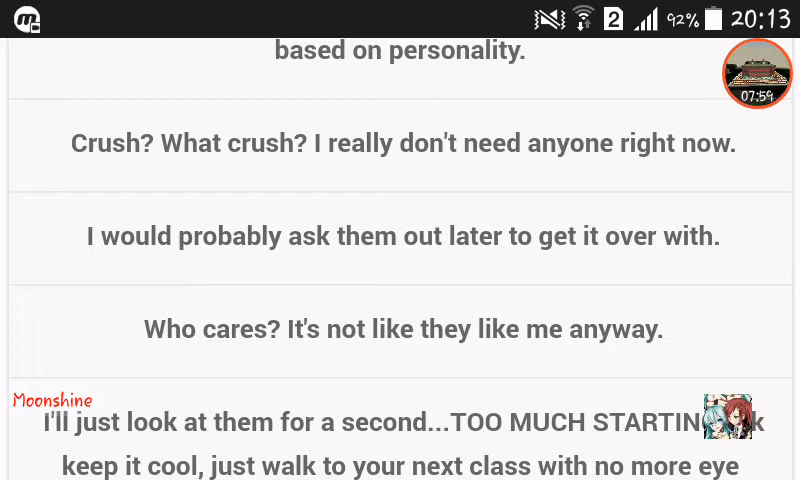 2 92% 20:13
based on personality.
07:59
Crush? What crush? I really don't need anyone right now.
I would probably ask them out later to get it over with.
Who cares? It's not like they like me anyway.
Moonshine
I'll just look at them for a second...TOO MUCH STARTIN
keep it cool, just walk to your next class with no more eye